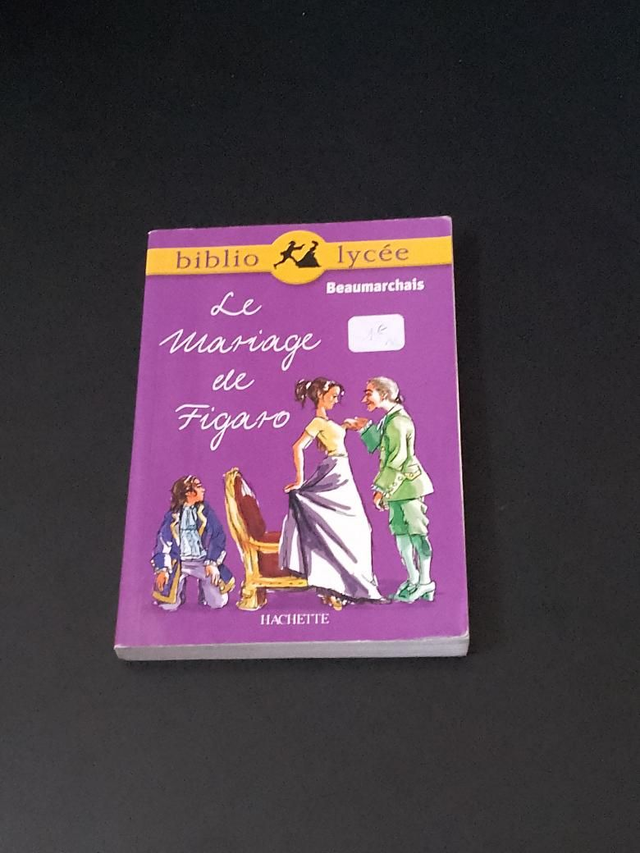 biblio lycée
Beaumarchais
Le
Mariage
de
Figaro
HACHETTE